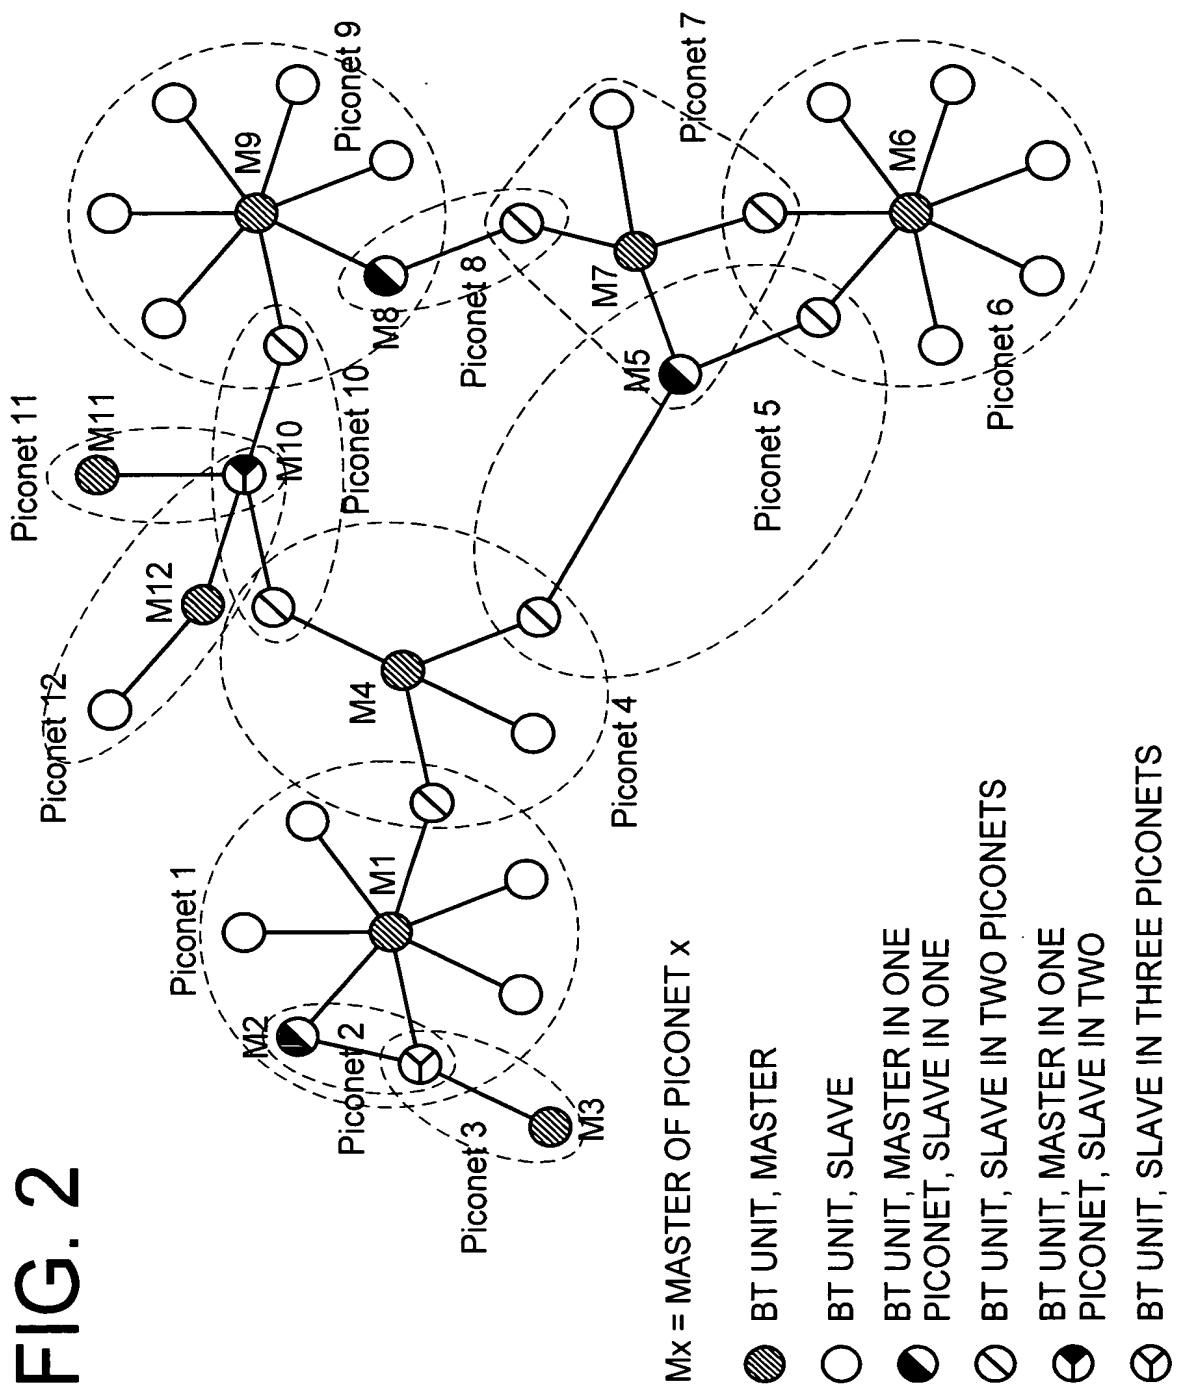 FIG. 2
Piconet 1
Piconet 2
Piconet 3
Piconet 4
Piconet 5
Piconet 6
Piconet 7
Piconet 8
Piconet 9
Piconet 10
Piconet 11
Piconet 12
M1
M2
M3
M4
M5
M6
M7
M8
M9
M10
M11
M12
Mx = MASTER OF PICONET x
BT UNIT, MASTER
BT UNIT, SLAVE
BT UNIT, MASTER IN ONE
PICONET, SLAVE IN ONE
BT UNIT, SLAVE IN TWO PICONETS
BT UNIT, MASTER IN ONE
PICONET, SLAVE IN TWO
BT UNIT, SLAVE IN THREE PICONETS